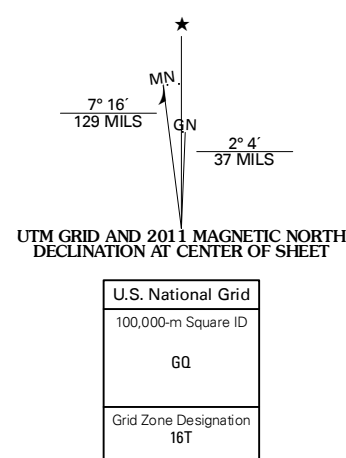 MN
7° 16´
129 MILS
GN
2° 4´
37 MILS
UTM GRID AND 2011 MAGNETIC NORTH
DECLINATION AT CENTER OF SHEET
U.S. National Grid
100,000-m Square ID
GQ
Grid Zone Designation
16T